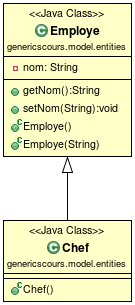 <<Java Class>>
Employe
genericscours.model.entities
nom: String
getNom():String
setNom(String):void
Employe()
Employe(String)
<<Java Class>>
Chef
genericscours.model.entities
Chef()